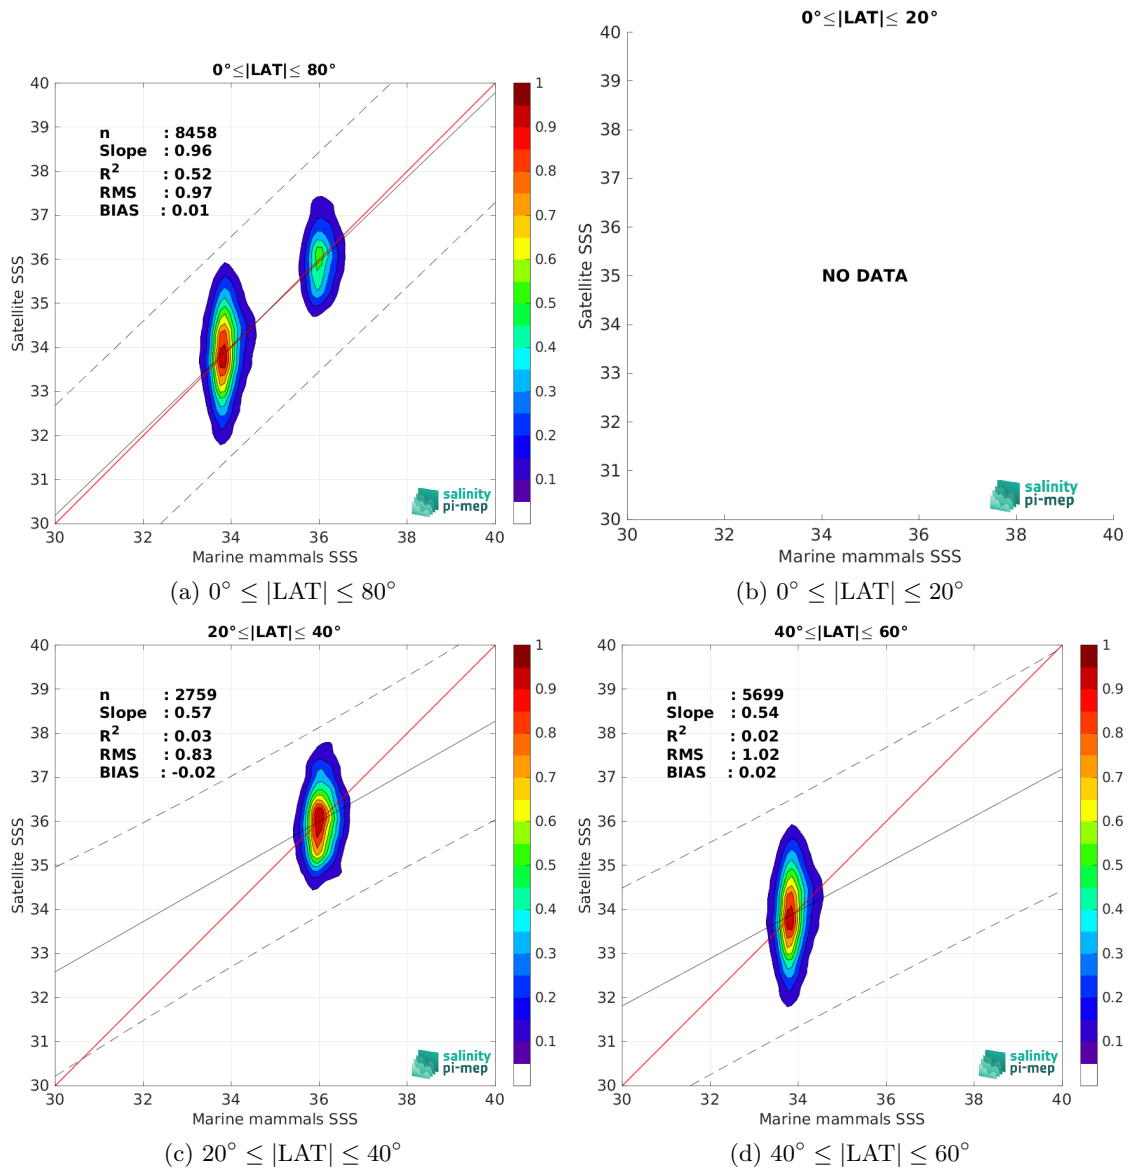 0°≤|LAT|≤ 80°
40
39
38
37
36
35
34
33
32
31
30
Satellite SSS
n : 8458
Slope : 0.96
R² : 0.52
RMS : 0.97
BIAS : 0.01
salinity
pi-mep
30 32 34 36 38 40
Marine mammals SSS
1
0.9
0.8
0.7
0.6
0.5
0.4
0.3
0.2
0.1
(a) 0° ≤ |LAT| ≤ 80°
0°≤|LAT|≤ 20°
40
39
38
37
36
35
34
33
32
31
30
Satellite SSS
NO DATA
salinity
pi-mep
30 32 34 36 38 40
Marine mammals SSS
(b) 0° ≤ |LAT| ≤ 20°
20°≤|LAT|≤ 40°
40
39
38
37
36
35
34
33
32
31
30
Satellite SSS
n : 2759
Slope : 0.57
R² : 0.03
RMS : 0.83
BIAS : -0.02
salinity
pi-mep
30 32 34 36 38 40
Marine mammals SSS
1
0.9
0.8
0.7
0.6
0.5
0.4
0.3
0.2
0.1
(c) 20° ≤ |LAT| ≤ 40°
40°≤|LAT|≤ 60°
40
39
38
37
36
35
34
33
32
31
30
Satellite SSS
n : 5699
Slope : 0.54
R² : 0.02
RMS : 1.02
BIAS : 0.02
salinity
pi-mep
30 32 34 36 38 40
Marine mammals SSS
1
0.9
0.8
0.7
0.6
0.5
0.4
0.3
0.2
0.1
(d) 40° ≤ |LAT| ≤ 60°